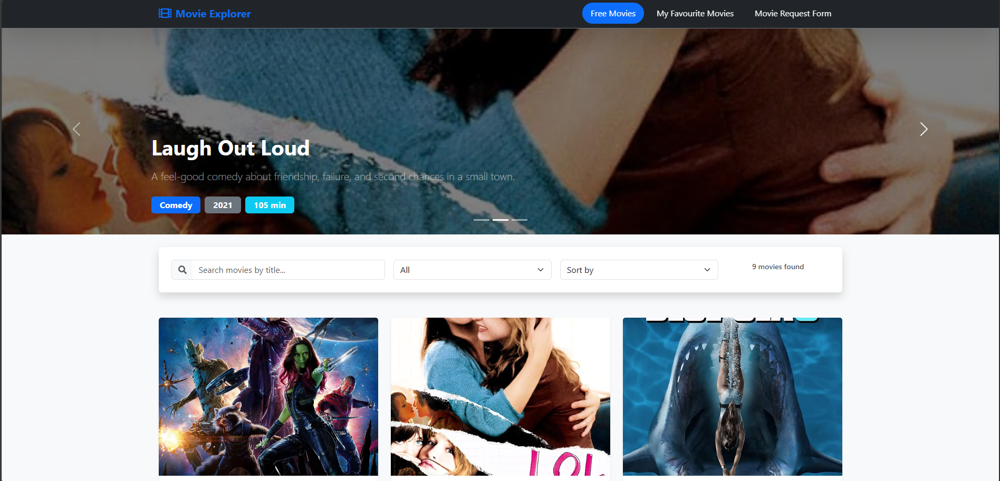 Movie Explorer
Free Movies
My Favourite Movies
Movie Request Form
Laugh Out Loud
A feel-good comedy about friendship, failure, and second chances in a small town.
Comedy
2021
105 min
Search movies by title...
All
Sort by
9 movies found
LOL